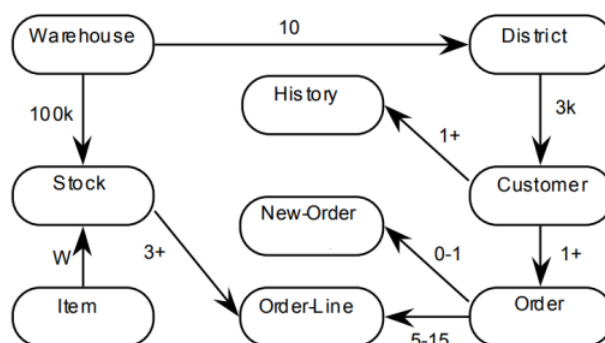 Warehouse
10
District
History
100k
1+
3k
Stock
Customer
New-Order
W
3+
0-1
1+
Item
Order-Line
Order
5-15